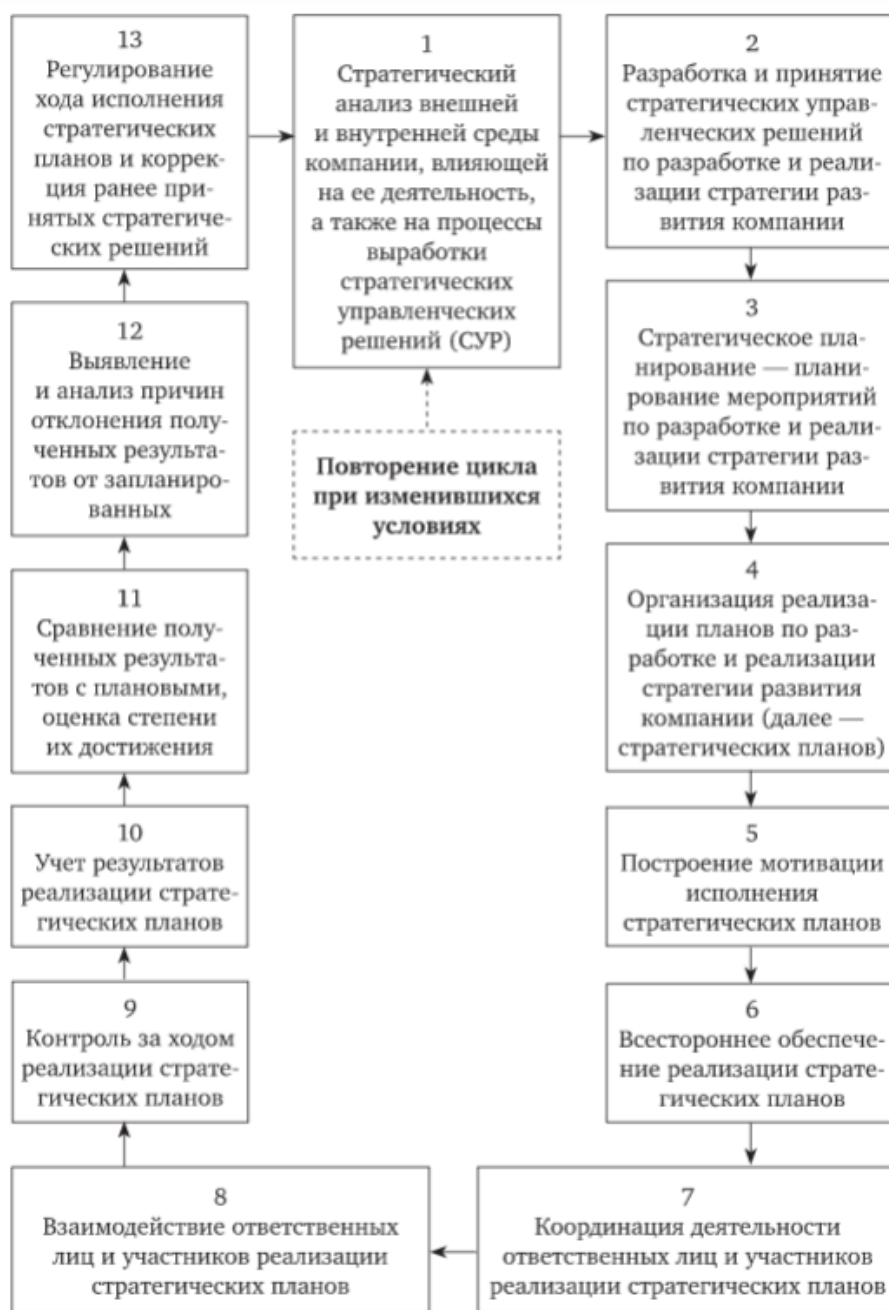 1
Стратегический
анализ внешней
и внутренней среды
компании, влияющей
на ее деятельность,
а также на процессы
выработки
стратегических
управленческих
решений (СУР)
2
Разработка и принятие
стратегических управ-
ленческих решений
по разработке и реали-
зации стратегии раз-
вития компании
3
Стратегическое пла-
нирование — плани-
рование мероприятий
по разработке и реали-
зации стратегии раз-
вития компании
4
Организация реализа-
ции планов по раз-
работке и реализации
стратегии развития
компании (далее —
стратегических планов)
5
Построение мотивации
исполнения
стратегических планов
6
Всестороннее обеспече-
ние реализации страте-
гических планов
7
Координация деятельности
ответственных лиц и участников
реализации стратегических планов
8
Взаимодействие ответственных
лиц и участников реализации
стратегических планов
9
Контроль за ходом
реализации страте-
гических планов
10
Учет результатов
реализации страте-
гических планов
11
Сравнение полу-
ченных результа-
тов с плановыми,
оценка степени
их достижения
12
Выявление
и анализ причин
отклонения полу-
ченных результа-
тов от запланиро-
ванных
13
Регулирование
хода исполнения
стратегических
планов и коррек-
ция ранее при-
нятых стратегиче-
ских решений
Повторение цикла
при изменившихся
условиях